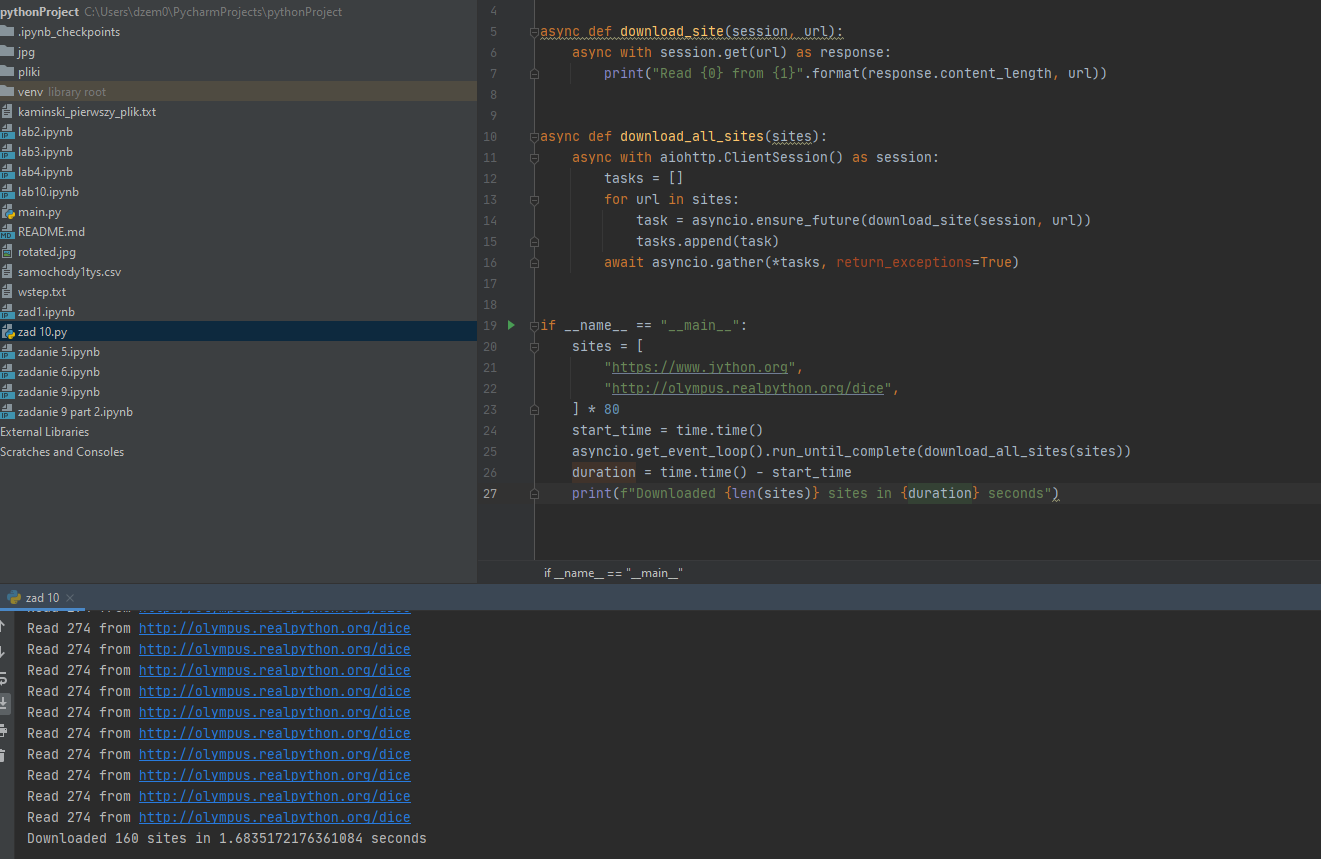 pythonProject C:\Users\dzem0\PycharmProjects\pythonProject
.ipynb_checkpoints
jpg
pliki
venv library root
kaminski_pierwszy_plik.txt
lab2.ipynb
lab3.ipynb
lab4.ipynb
lab10.ipynb
main.py
README.md
rotated.jpg
samochody1tys.csv
wstep.txt
zad1.ipynb
zad 10.py
zadanie 5.ipynb
zadanie 6.ipynb
zadanie 9.ipynb
zadanie 9 part 2.ipynb
External Libraries
Scratches and Consoles
4
5 async def download_site(session, url):
6 async with session.get(url) as response:
7 print("Read {0} from {1}".format(response.content_length, url))
8
9
10 async def download_all_sites(sites):
11 async with aiohttp.ClientSession() as session:
12 tasks = []
13 for url in sites:
14 task = asyncio.ensure_future(download_site(session, url))
15 tasks.append(task)
16 await asyncio.gather(*tasks, return_exceptions=True)
17
18
19 if __name__ == "__main__":
20 sites = [
21 "https://www.jython.org",
22 "http://olympus.realpython.org/dice",
23 ] * 80
24 start_time = time.time()
25 asyncio.get_event_loop().run_until_complete(download_all_sites(sites))
26 duration = time.time() - start_time
27 print(f"Downloaded {len(sites)} sites in {duration} seconds")
if __name__ == "__main__"
zad 10
Read 274 from http://olympus.realpython.org/dice
Read 274 from http://olympus.realpython.org/dice
Read 274 from http://olympus.realpython.org/dice
Read 274 from http://olympus.realpython.org/dice
Read 274 from http://olympus.realpython.org/dice
Read 274 from http://olympus.realpython.org/dice
Read 274 from http://olympus.realpython.org/dice
Read 274 from http://olympus.realpython.org/dice
Read 274 from http://olympus.realpython.org/dice
Read 274 from http://olympus.realpython.org/dice
Downloaded 160 sites in 1.6835172176361084 seconds